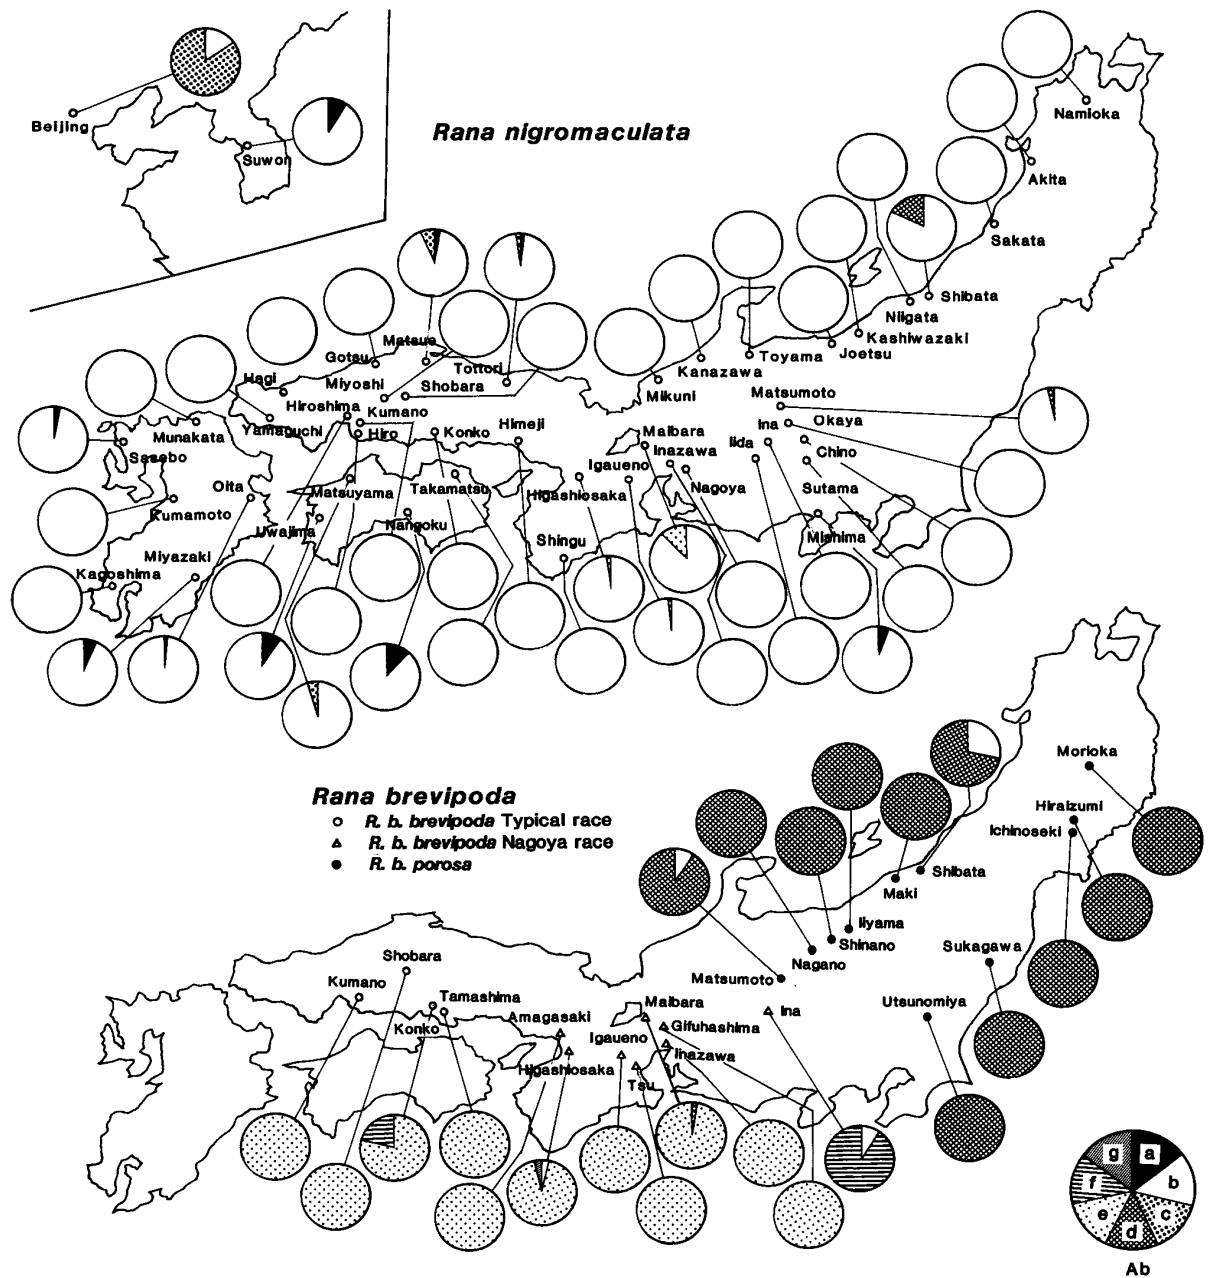 Beijing
Suwon
Rana nigromaculata
Namioka
Akita
Sakata
Shibata
Niigata
Kashiwazaki
Joetsu
Toyama
Kanazawa
Mikuni
Matsue
Gotsu
Tottori
Miyoshi
Shobara
Hagi
Hiroshima
Kumano
Yamaguchi
Hiro
Konko
Himeji
Munakata
Sasebo
Matsumoto
Okaya
Ina
Chino
Iida
Maibara
Inazawa
Igaueno
Nagoya
Sutama
Mishima
Oita
Matsuyama
Takamatsu
Higashiosaka
Kumamoto
Uwajima
Nangoku
Shingu
Miyazaki
Kagoshima
Rana brevipoda
R. b. brevipoda Typical race
R. b. brevipoda Nagoya race
R. b. porosa
Morioka
Hiraizumi
Ichinoseki
Shibata
Maki
Iiyama
Shinano
Nagano
Matsumoto
Sukagawa
Utsunomiya
Shobara
Kumano
Tamashima
Konko
Amagasaki
Maibara
Gifuhashima
Ina
Igaueno
Inazawa
Higashiosaka
Tsu
g a
f b
e c
d
Ab